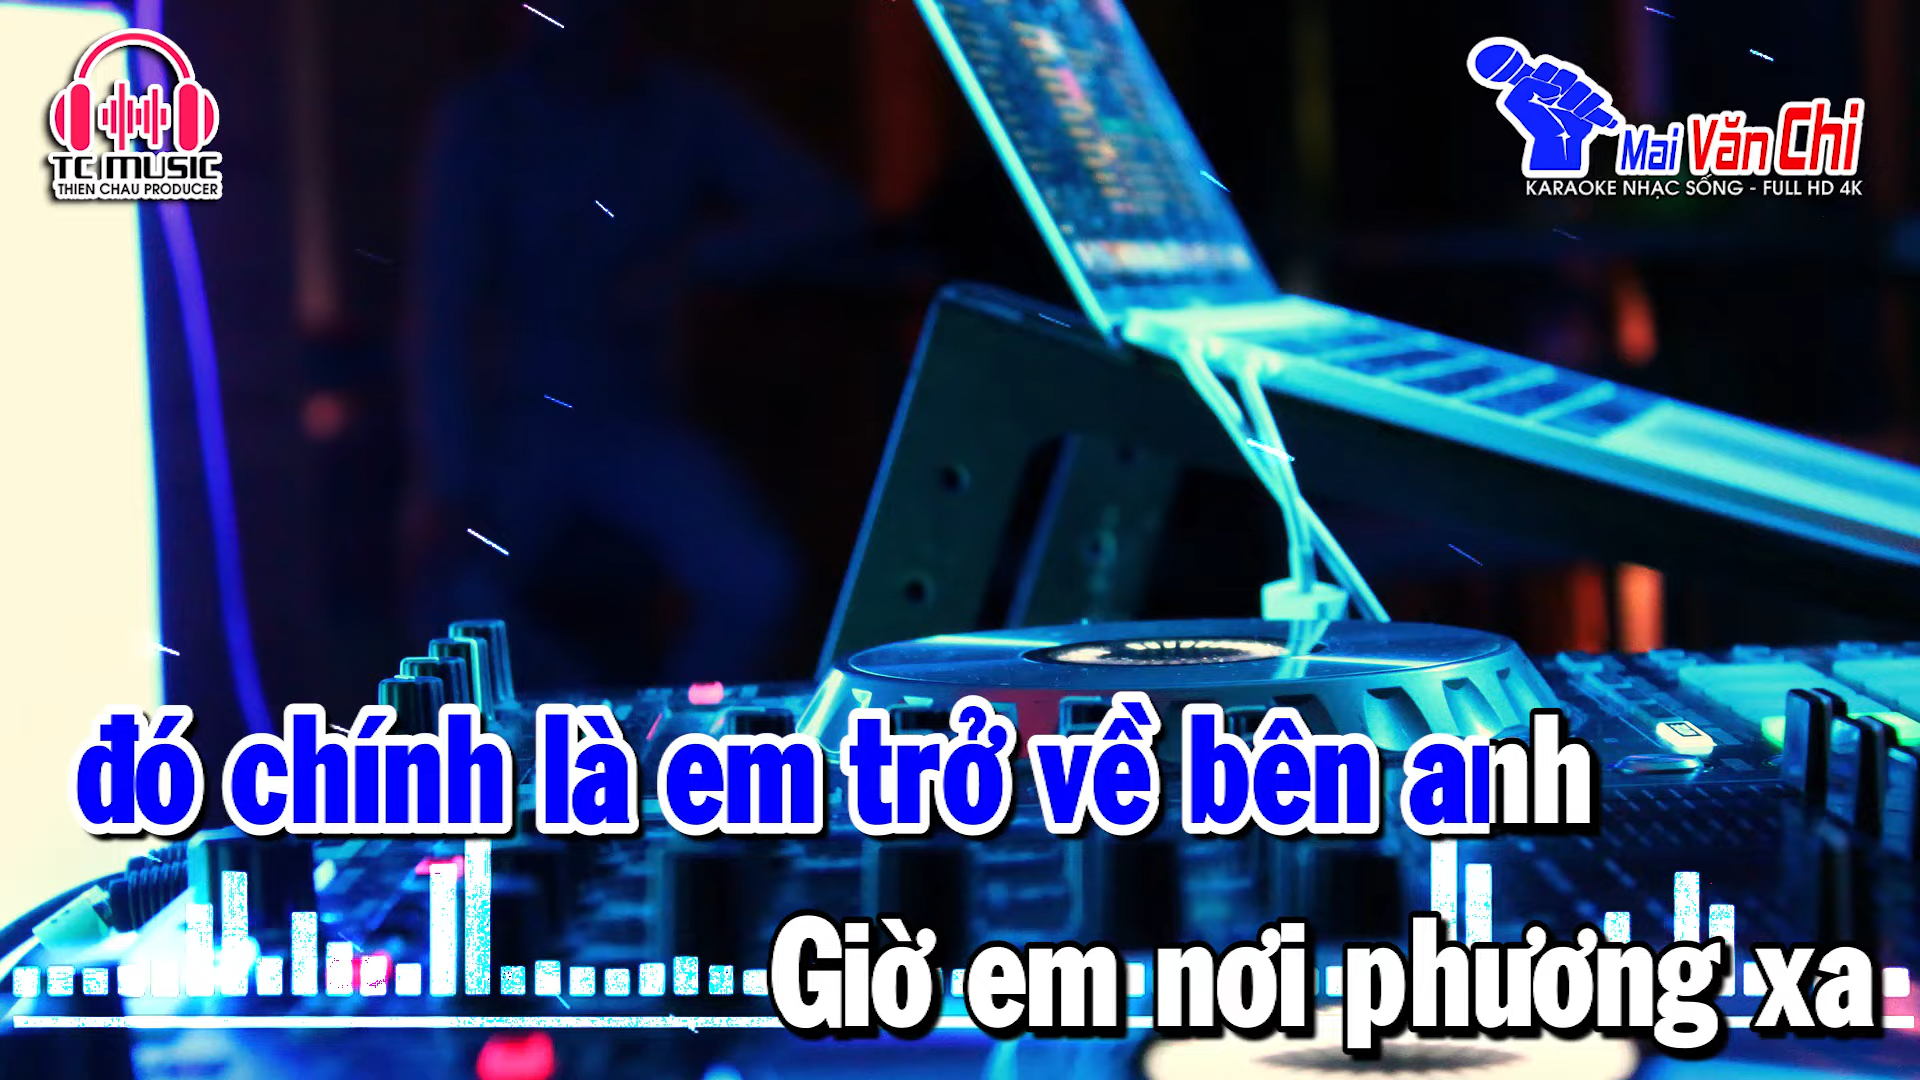 TC MUSIC
THIEN CHAU PRODUCER
Mai Văn Chi
KARAOKE NHẠC SỐNG - FULL HD 4K
đó chính là em trở về bên anh
Giờ em nơi phương xa